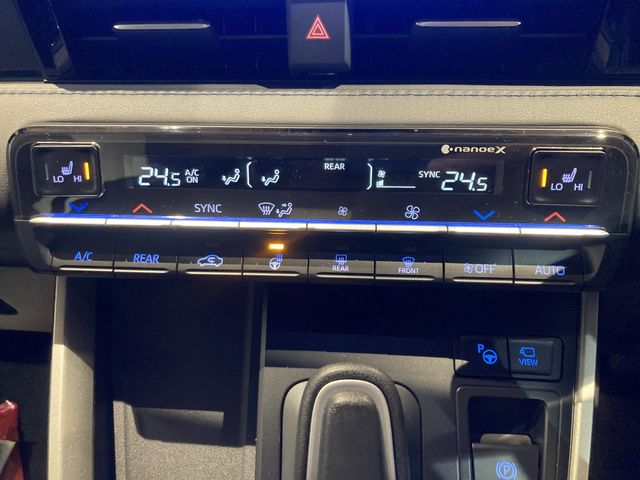 nanoeX
LO HI
24.5 A/C ON
REAR
SYNC 24.5
LO HI
SYNC
A/C REAR
REAR
FRONT
OFF
AUTO
P
VIEW
P